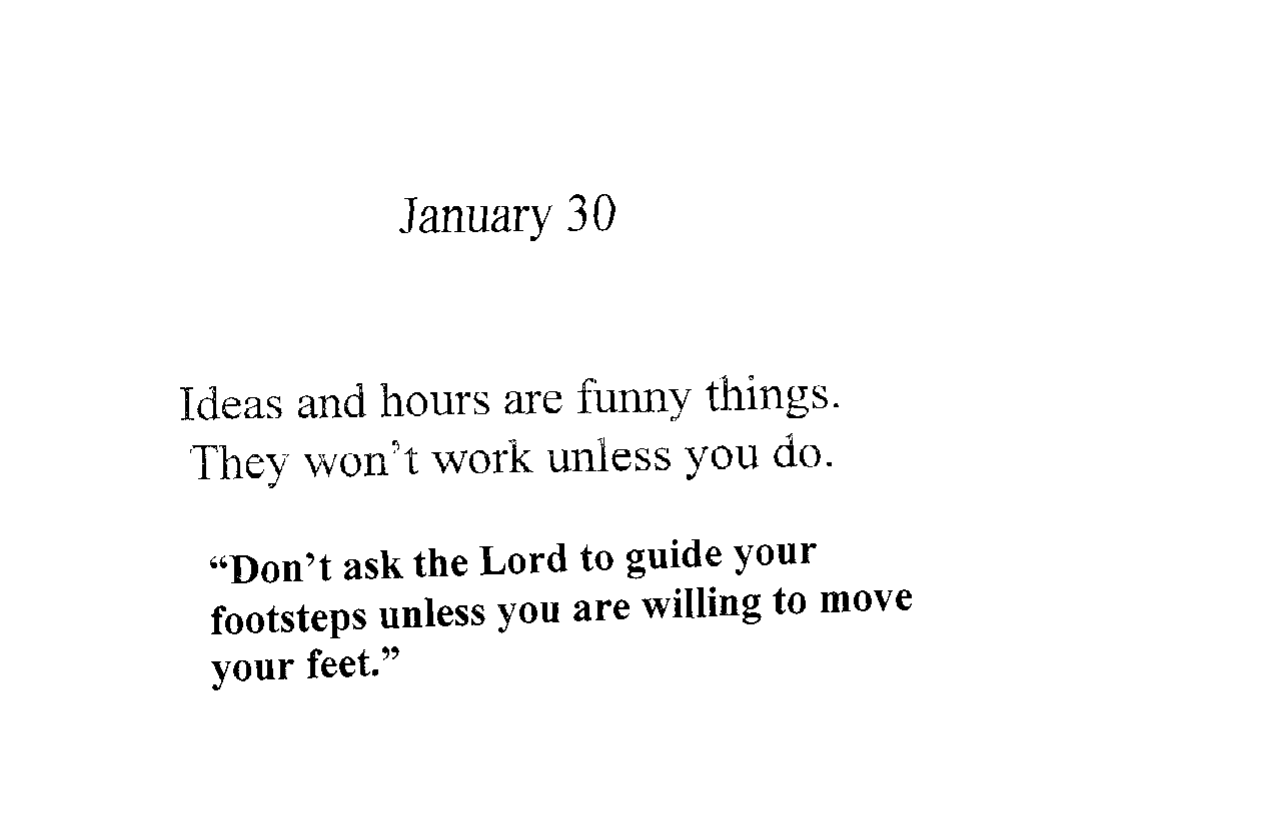 January 30
Ideas and hours are funny things.
They won’t work unless you do.
“Don’t ask the Lord to guide your
footsteps unless you are willing to move
your feet.”